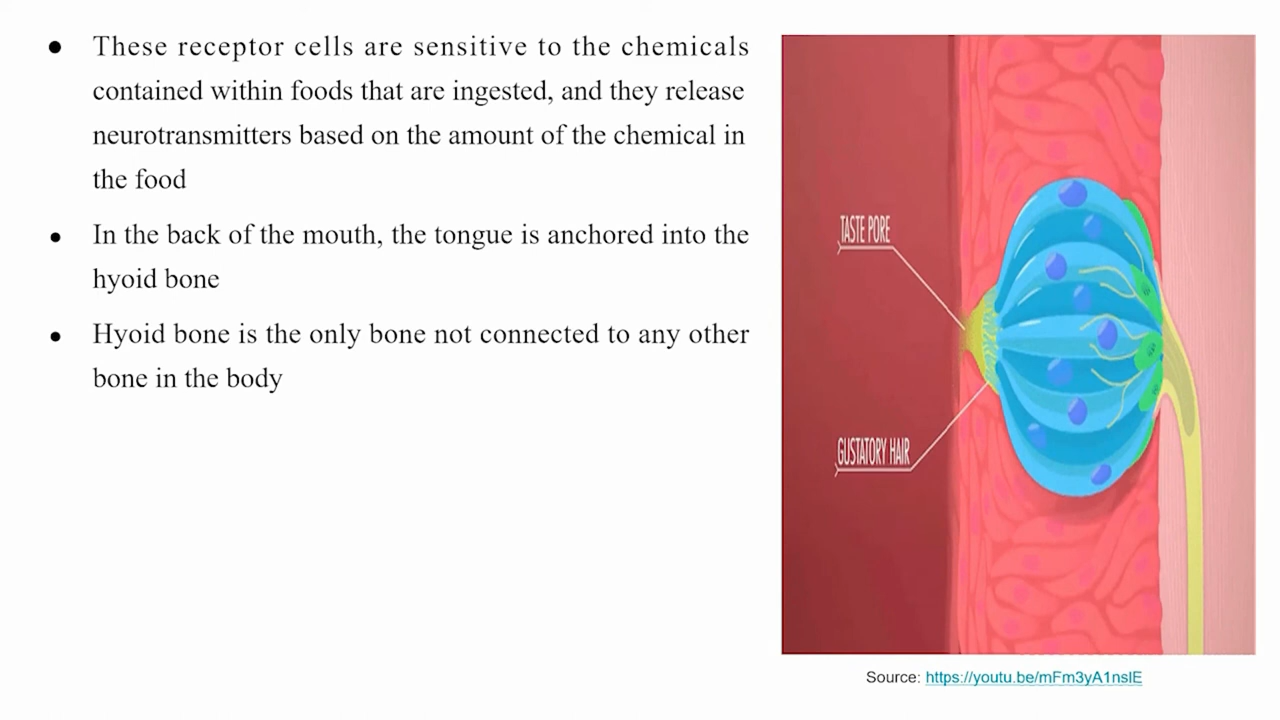 ● These receptor cells are sensitive to the chemicals
contained within foods that are ingested, and they release
neurotransmitters based on the amount of the chemical in
the food
● In the back of the mouth, the tongue is anchored into the
hyoid bone
● Hyoid bone is the only bone not connected to any other
bone in the body
TASTE PORE
GUSTATORY HAIR
Source: https://youtu.be/mFm3yA1nslE